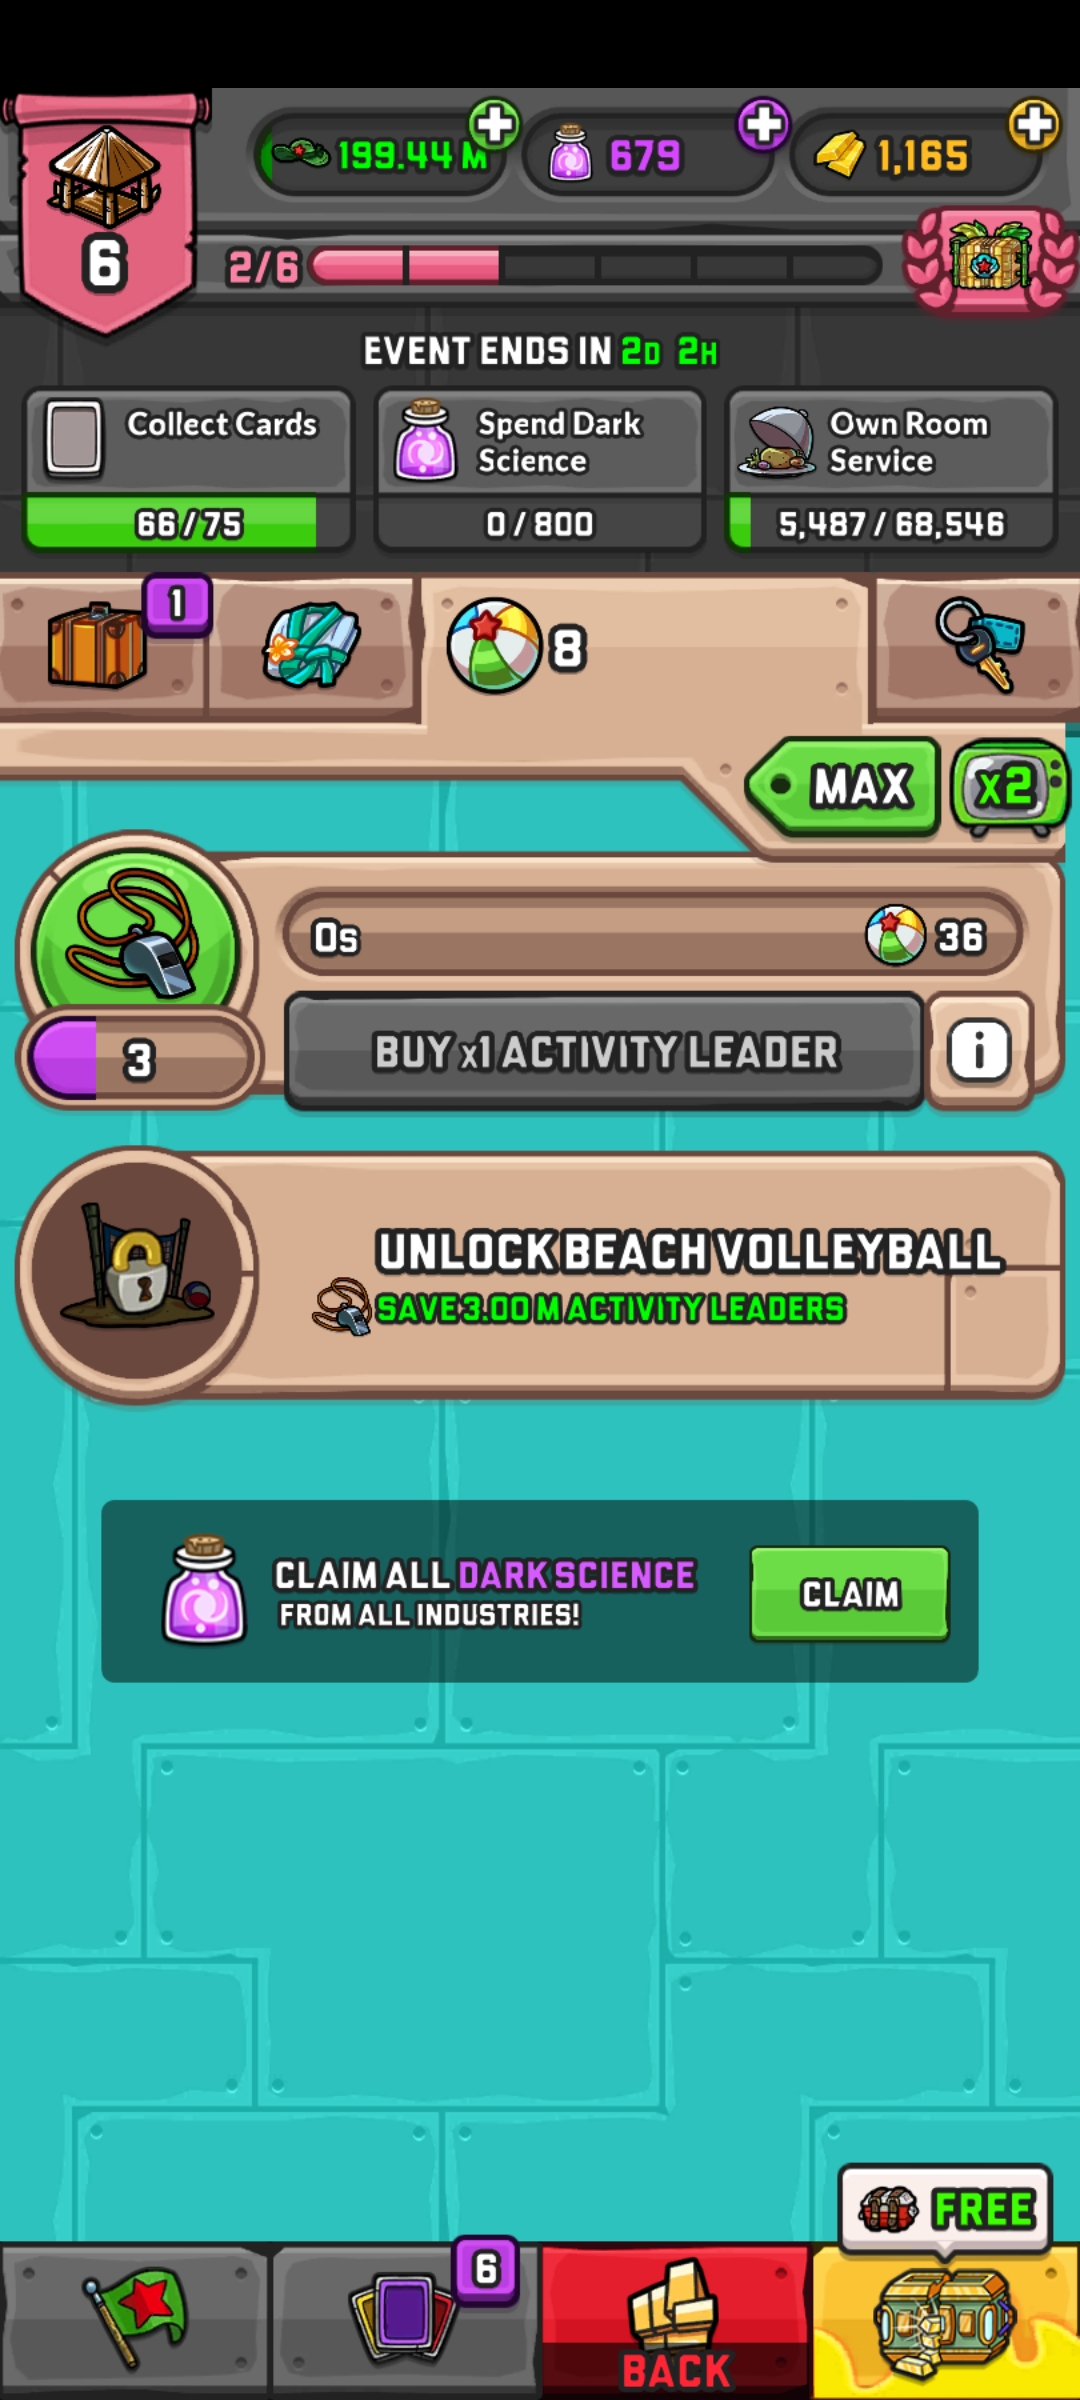 199.44 M
679
1,165
6
2/6
EVENT ENDS IN 2D 2H
Collect Cards
66/75
Spend Dark
Science
0/800
Own Room
Service
5,487/68,546
1
8
MAX
x2
0s
36
3
BUY x1 ACTIVITY LEADER
i
UNLOCK BEACH VOLLEYBALL
SAVE 3.00 M ACTIVITY LEADERS
CLAIM ALL DARK SCIENCE
FROM ALL INDUSTRIES!
CLAIM
FREE
6
BACK